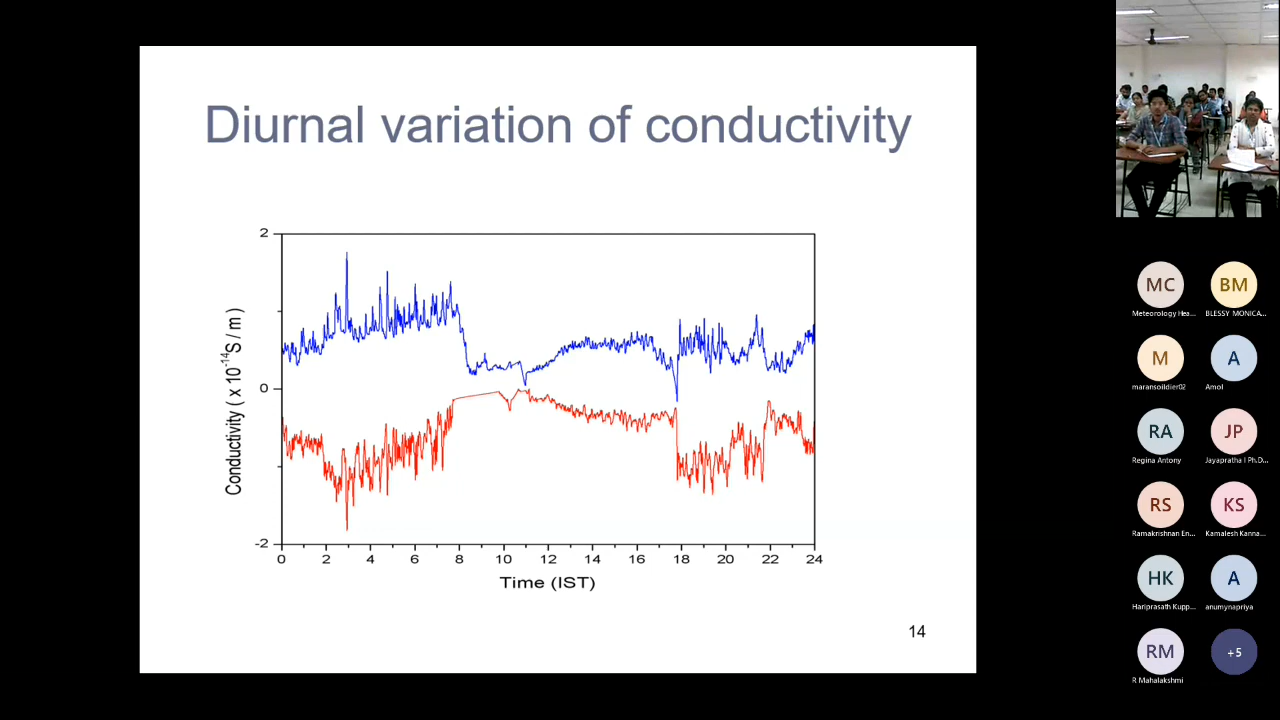 Diurnal variation of conductivity
2
0
-2
Conductivity ( x 10⁻¹⁴S / m )
0 2 4 6 8 10 12 14 16 18 20 22 24
Time (IST)
14
MC BM
Meteorology Hea... BLESSY MONICA...
M A
maransoildier02 Amol
RA JP
Regina Antony Jayapratha I Ph.D...
RS KS
Ramakrishnan En... Kamalesh Kanna...
HK A
Hariprasath Kupp... anumynapriya
RM +5
R Mahalakshmi